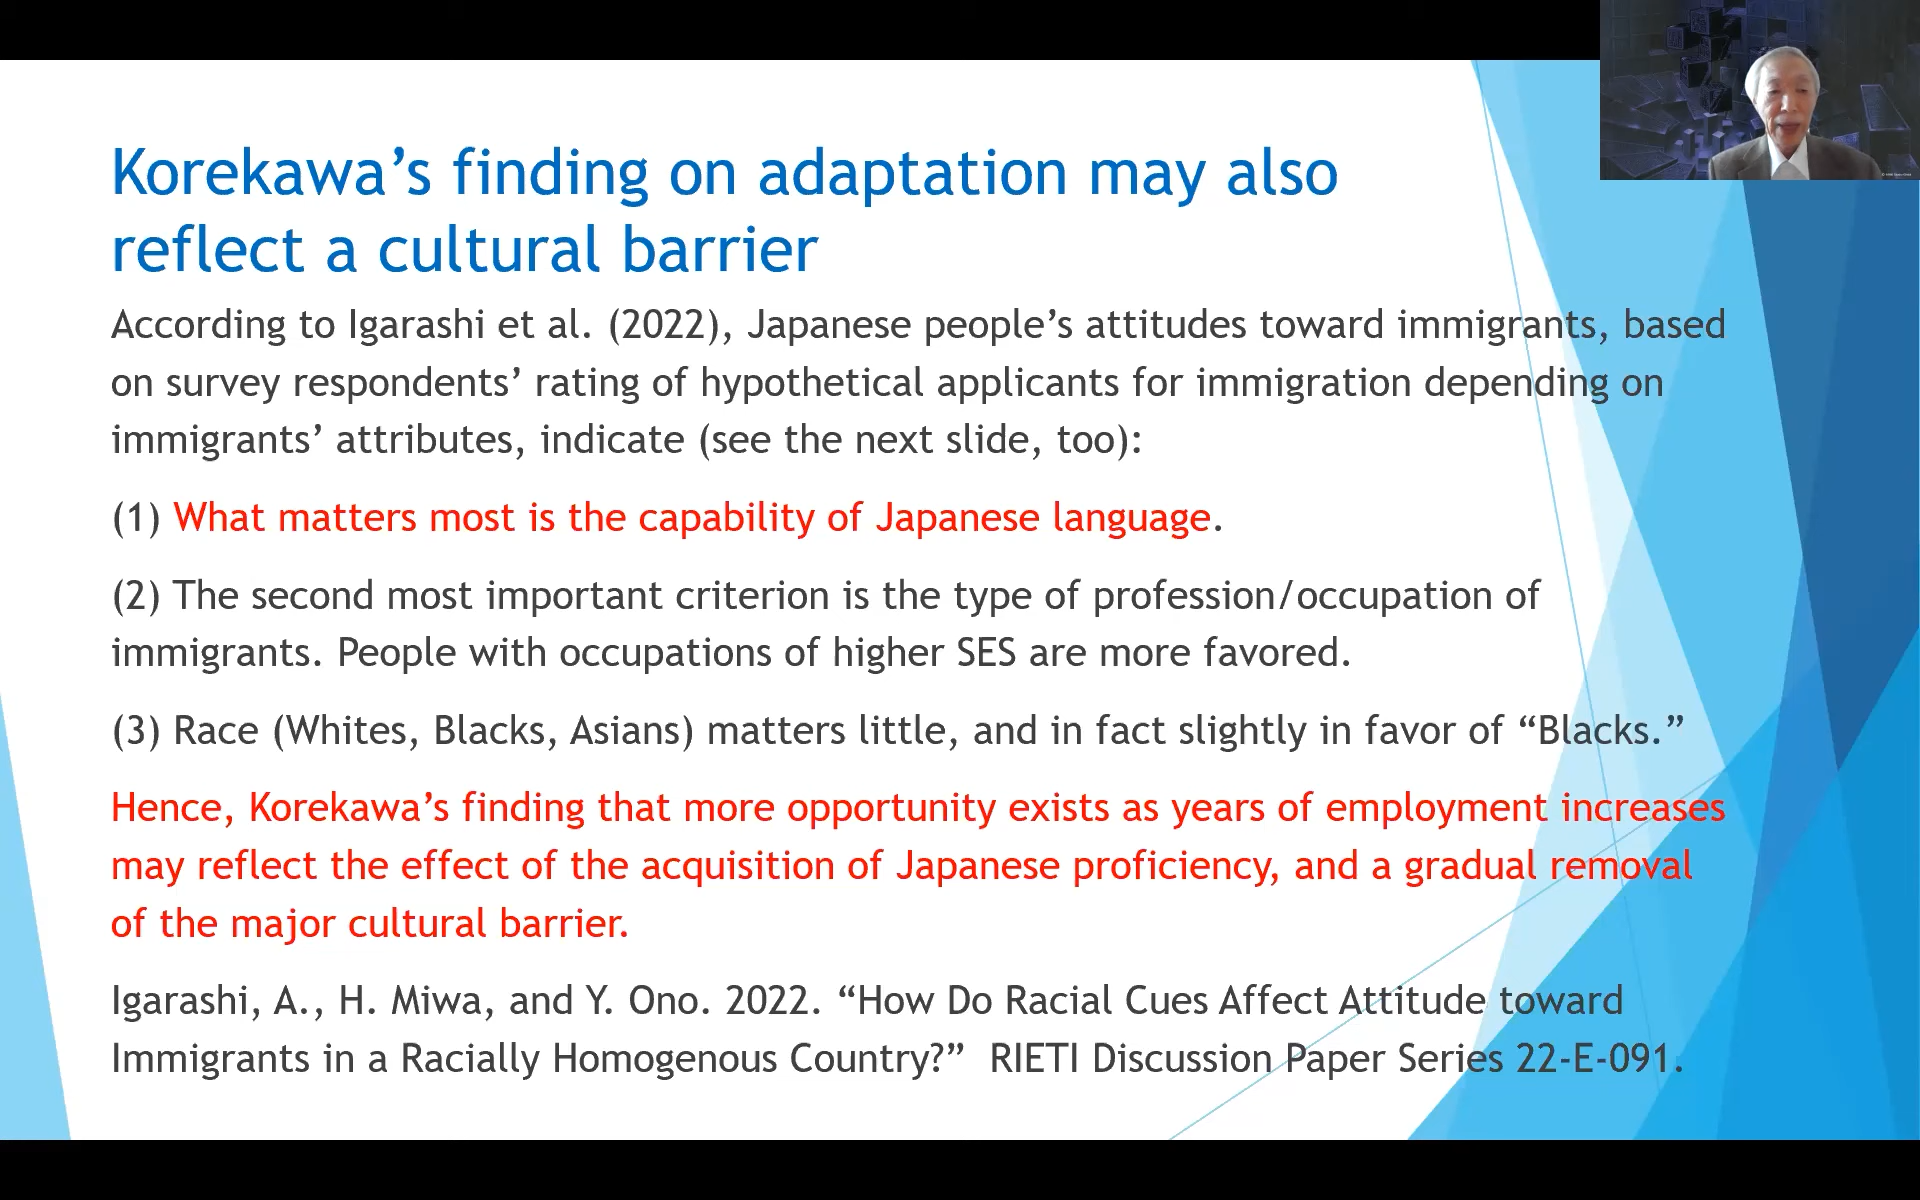 Korekawa’s finding on adaptation may also
reflect a cultural barrier
According to Igarashi et al. (2022), Japanese people’s attitudes toward immigrants, based
on survey respondents’ rating of hypothetical applicants for immigration depending on
immigrants’ attributes, indicate (see the next slide, too):
(1) What matters most is the capability of Japanese language.
(2) The second most important criterion is the type of profession/occupation of
immigrants. People with occupations of higher SES are more favored.
(3) Race (Whites, Blacks, Asians) matters little, and in fact slightly in favor of “Blacks.”
Hence, Korekawa’s finding that more opportunity exists as years of employment increases
may reflect the effect of the acquisition of Japanese proficiency, and a gradual removal
of the major cultural barrier.
Igarashi, A., H. Miwa, and Y. Ono. 2022. “How Do Racial Cues Affect Attitude toward
Immigrants in a Racially Homogenous Country?”  RIETI Discussion Paper Series 22-E-091.